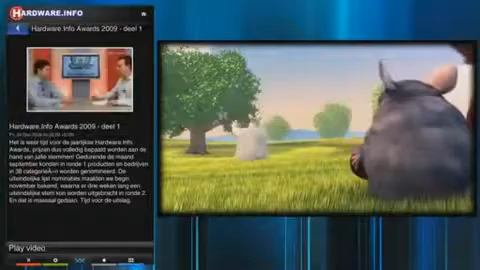 HARDWARE.INFO
Hardware.Info Awards 2009 - deel 1
Hardware.Info Awards 2009 - deel 1
Het is weer tijd voor de jaarlijkse Hardware.Info
Awards, prijzen dus volledig bepaald worden aan de
hand van jullie stemmen! Gedurende de maand
september konden in ronde 1 producten en bedrijven
in 38 categorieÃ«n worden genomineerd. De
uiteindelijke lijst nominaties maakten we begin
november bekend, waarna er drie weken lang een
uiteindelijk stem kon worden uitgebracht in ronde 2.
En dat is massaal gedaan. Tijd voor de uitslag.
Play video